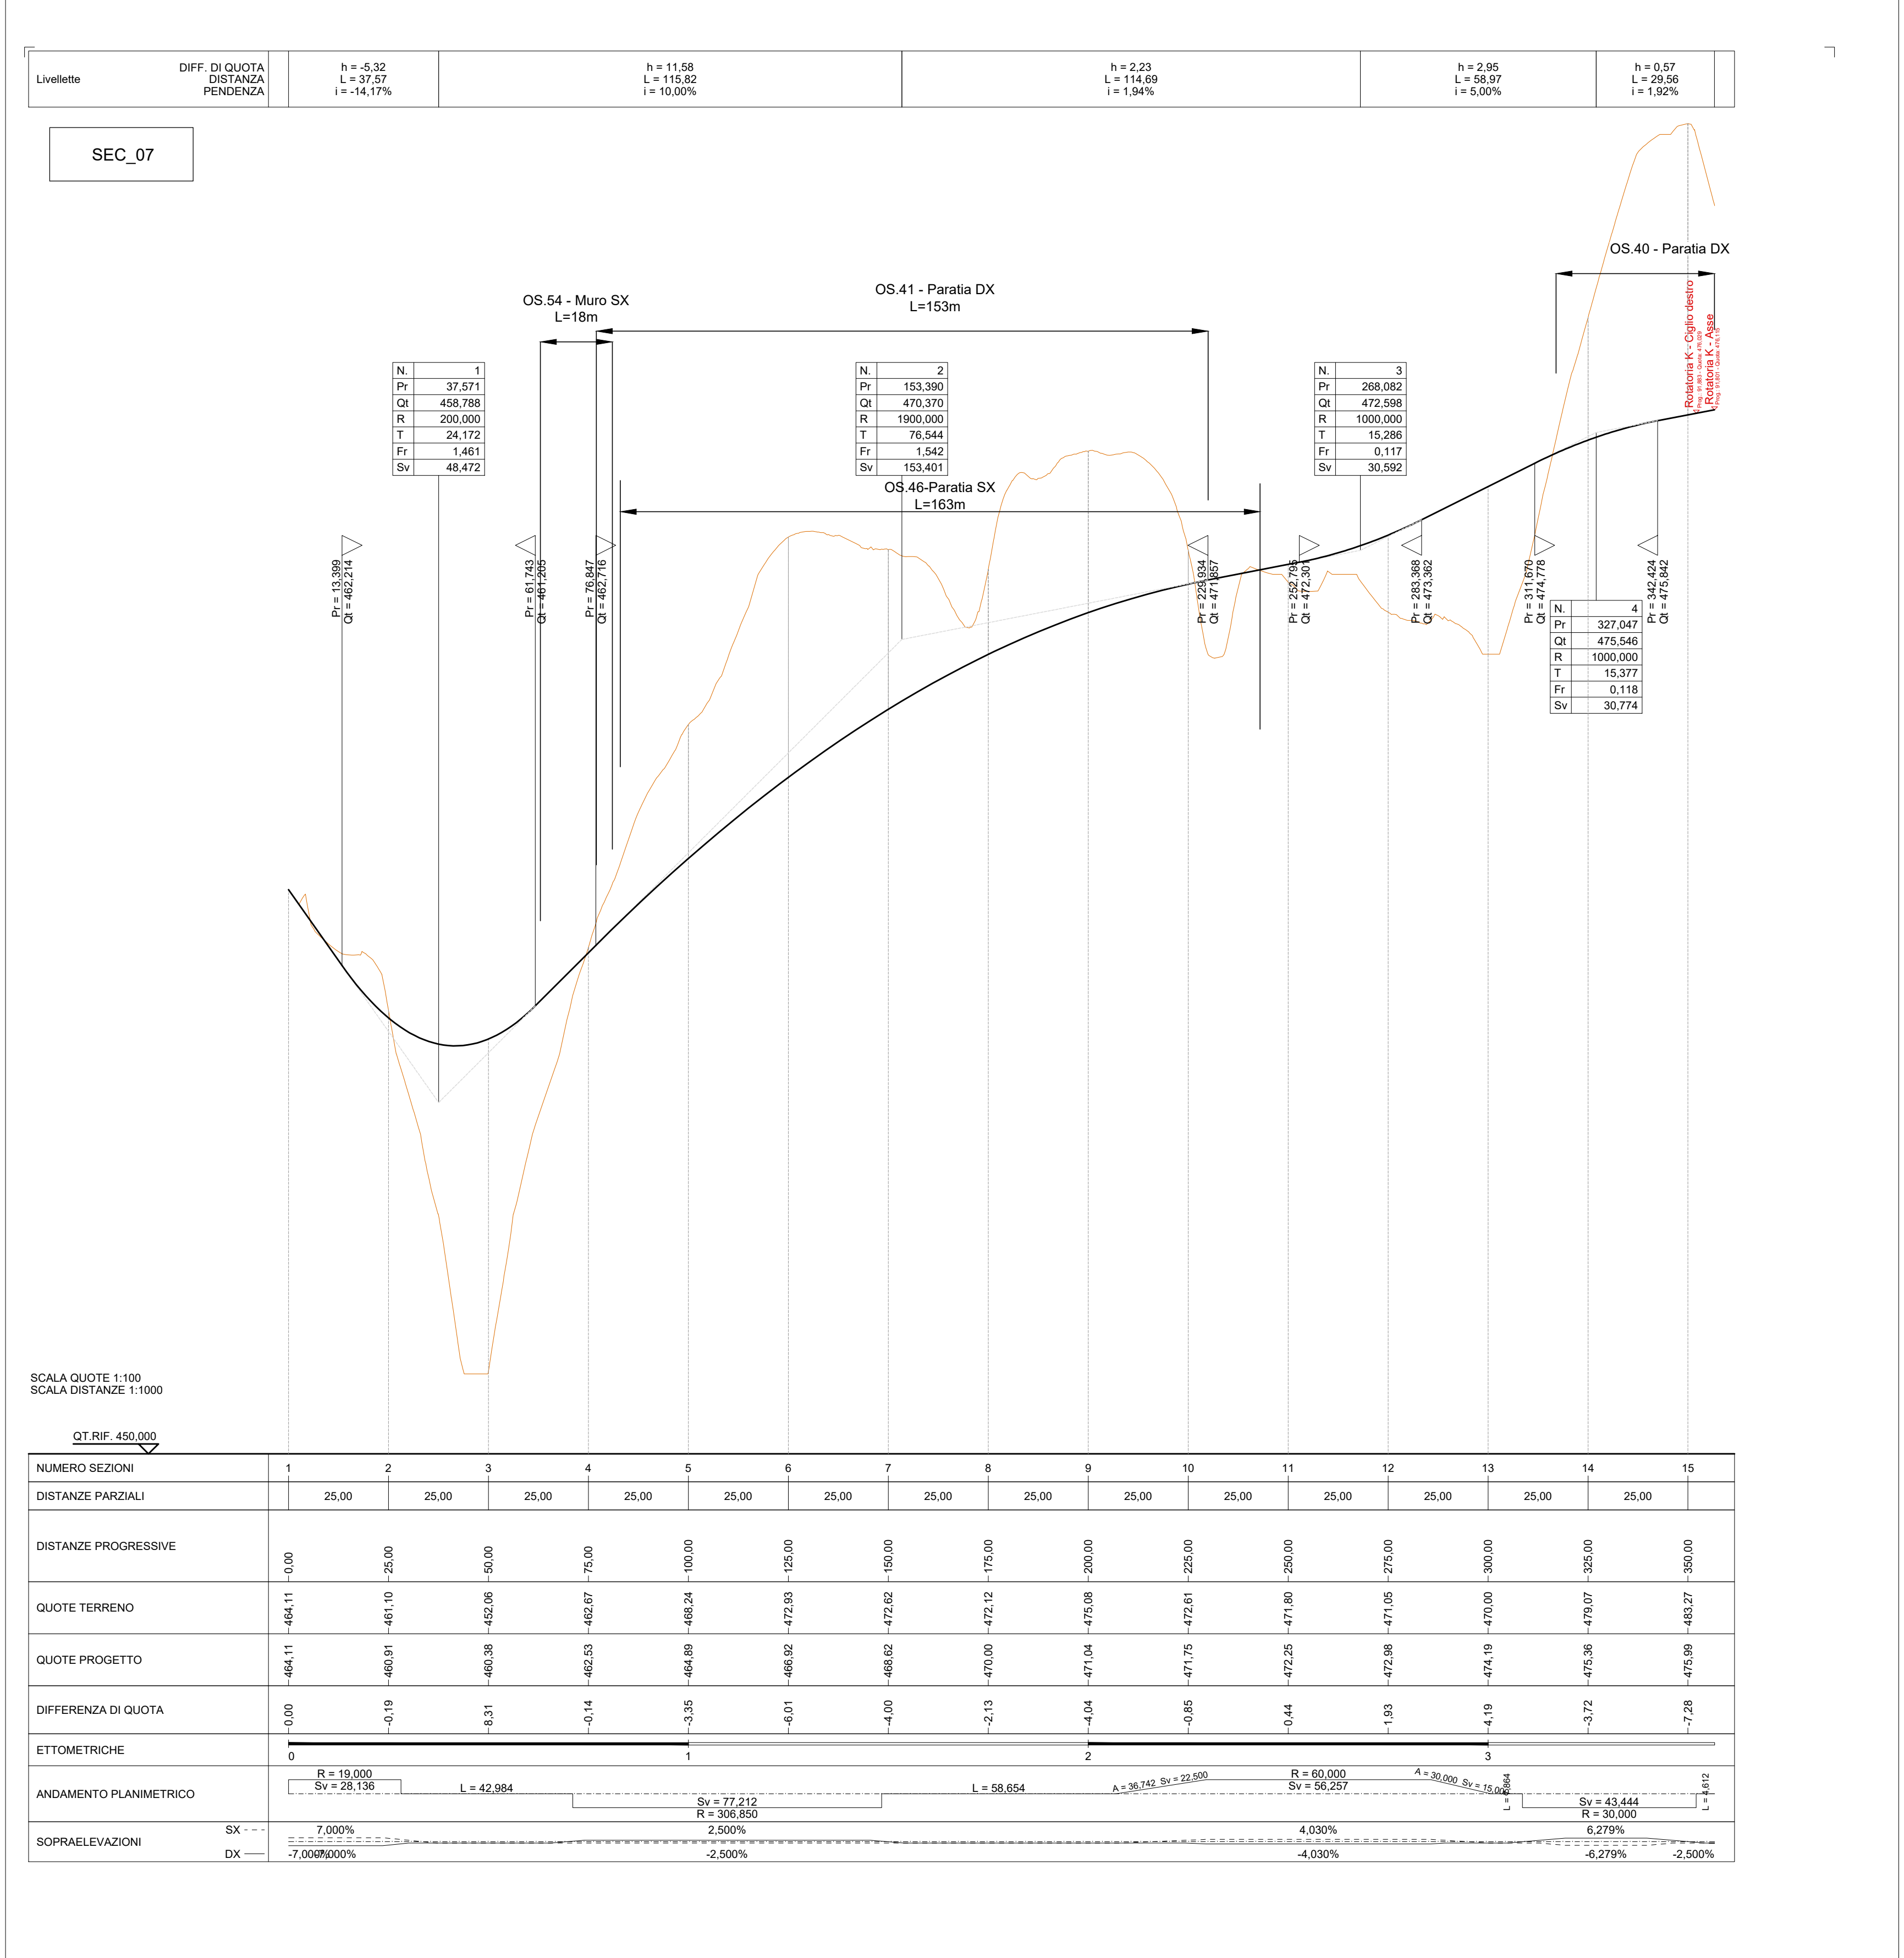 Livellette
DIFF. DI QUOTA
DISTANZA
PENDENZA
h = -5,32
L = 37,57
i = -14,17%
h = 11,58
L = 115,82
i = 10,00%
h = 2,23
L = 114,69
i = 1,94%
h = 2,95
L = 58,97
i = 5,00%
h = 0,57
L = 29,56
i = 1,92%
SEC_07
OS.40 - Paratia DX
OS.41 - Paratia DX
L=153m
OS.54 - Muro SX
L=18m
OS.46-Paratia SX
L=163m
Rotatoria K - Ciglio destro
Rotatoria K - Asse
N. 1
Pr 37,571
Qt 458,788
R 200,000
T 24,172
Fr 1,461
Sv 48,472
N. 2
Pr 153,390
Qt 470,370
R 1900,000
T 76,544
Fr 1,542
Sv 153,401
N. 3
Pr 268,082
Qt 472,598
R 1000,000
T 15,286
Fr 0,117
Sv 30,592
N. 4
Pr 327,047
Qt 475,546
R 1000,000
T 15,377
Fr 0,118
Sv 30,774
Pr = 13,399
Qt = 462,214
Pr = 61,743
Qt = 461,205
Pr = 76,847
Qt = 462,716
Pr = 229,934
Qt = 471,857
Pr = 252,795
Qt = 472,301
Pr = 283,368
Qt = 473,362
Pr = 311,670
Qt = 474,778
Pr = 342,424
Qt = 475,842
SCALA QUOTE 1:100
SCALA DISTANZE 1:1000
QT.RIF. 450,000
NUMERO SEZIONI 1 2 3 4 5 6 7 8 9 10 11 12 13 14 15
DISTANZE PARZIALI 25,00 25,00 25,00 25,00 25,00 25,00 25,00 25,00 25,00 25,00 25,00 25,00 25,00 25,00
DISTANZE PROGRESSIVE 0,00 25,00 50,00 75,00 100,00 125,00 150,00 175,00 200,00 225,00 250,00 275,00 300,00 325,00 350,00
QUOTE TERRENO 464,11 461,10 452,06 462,67 468,24 472,93 472,62 472,12 475,08 472,61 471,80 471,05 470,00 479,07 483,27
QUOTE PROGETTO 464,11 460,91 460,38 462,53 464,89 466,92 468,62 470,00 471,04 471,75 472,25 472,98 474,19 475,36 475,99
DIFFERENZA DI QUOTA 0,00 -0,19 8,31 -0,14 -3,35 -6,01 -4,00 -2,13 -4,04 -0,85 0,44 1,93 4,19 -3,72 -7,28
ETTOMETRICHE 0 1 2 3
ANDAMENTO PLANIMETRICO
R = 19,000
Sv = 28,136
L = 42,984
Sv = 77,212
R = 306,850
L = 58,654
A = 36,742 Sv = 22,500
R = 60,000
Sv = 56,257
A = 30,000 Sv = 15,000
Sv = 43,444
R = 30,000
L = 4,612
SOPRAELEVAZIONI
SX 7,000% 2,500% 4,030% 6,279%
DX -7,000% -7,000% -2,500% -4,030% -6,279% -2,500%